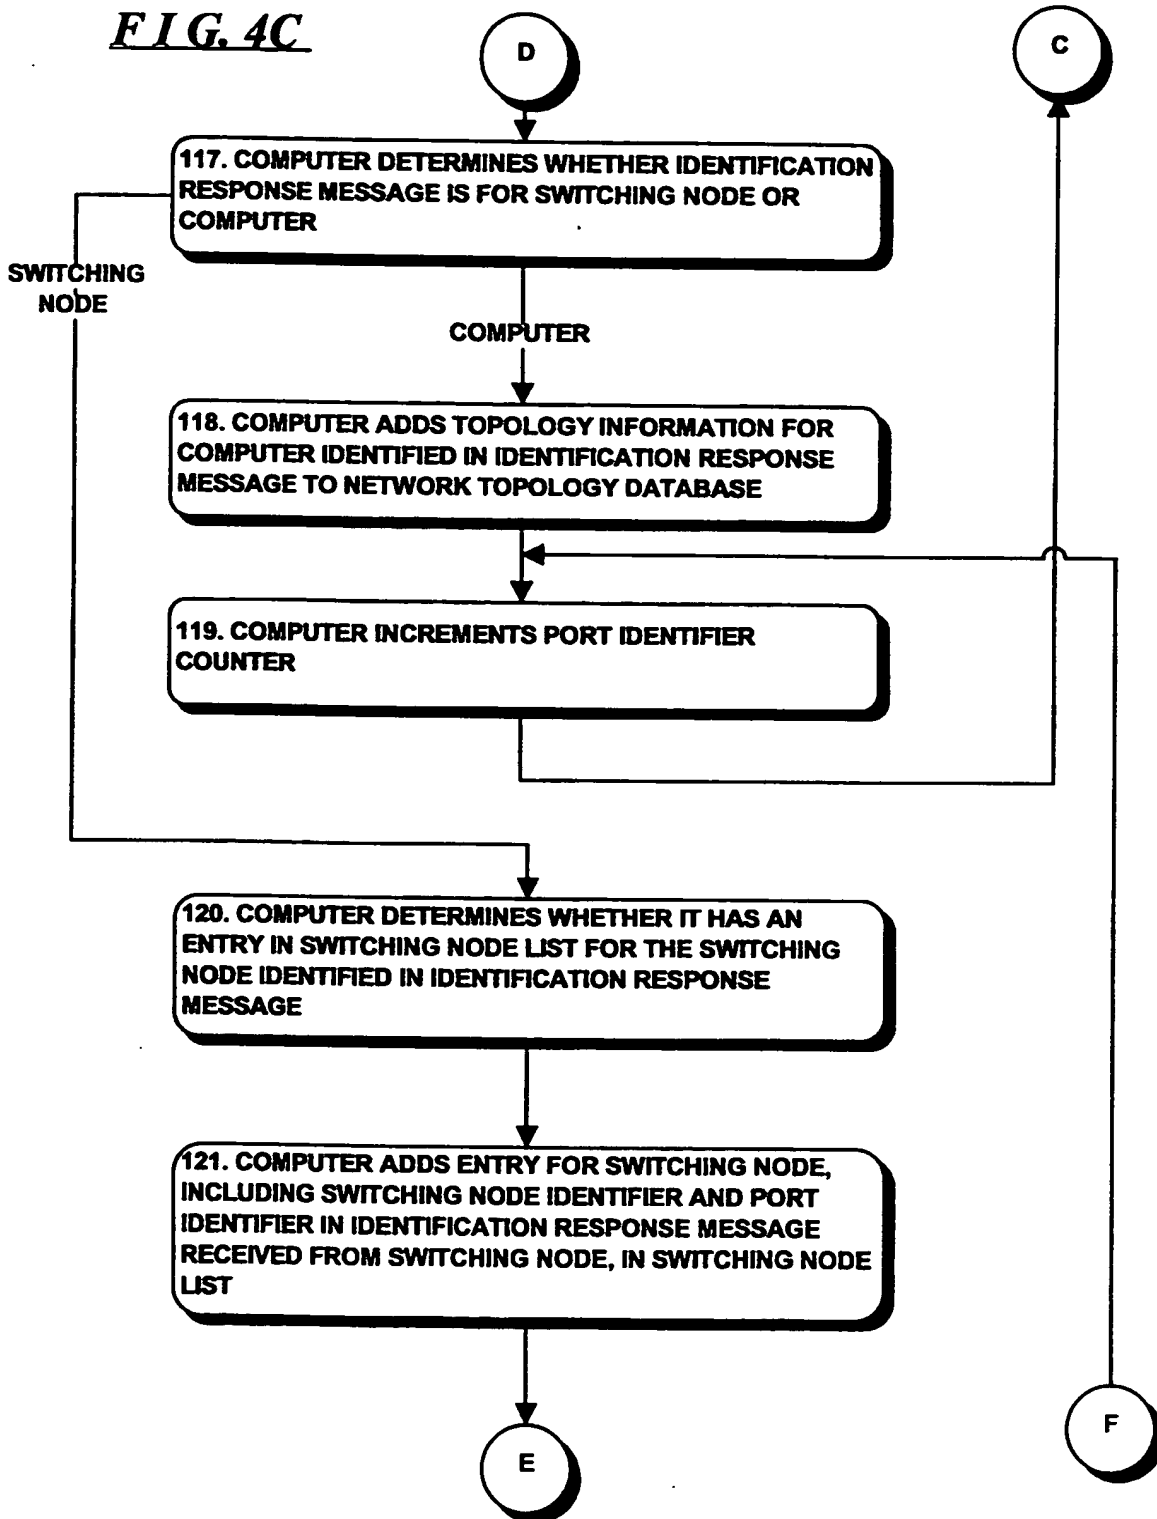 FIG. 4C
D
C
117. COMPUTER DETERMINES WHETHER IDENTIFICATION
RESPONSE MESSAGE IS FOR SWITCHING NODE OR
COMPUTER
SWITCHING
NODE
COMPUTER
118. COMPUTER ADDS TOPOLOGY INFORMATION FOR
COMPUTER IDENTIFIED IN IDENTIFICATION RESPONSE
MESSAGE TO NETWORK TOPOLOGY DATABASE
119. COMPUTER INCREMENTS PORT IDENTIFIER
COUNTER
120. COMPUTER DETERMINES WHETHER IT HAS AN
ENTRY IN SWITCHING NODE LIST FOR THE SWITCHING
NODE IDENTIFIED IN IDENTIFICATION RESPONSE
MESSAGE
121. COMPUTER ADDS ENTRY FOR SWITCHING NODE,
INCLUDING SWITCHING NODE IDENTIFIER AND PORT
IDENTIFIER IN IDENTIFICATION RESPONSE MESSAGE
RECEIVED FROM SWITCHING NODE, IN SWITCHING NODE
LIST
F
E